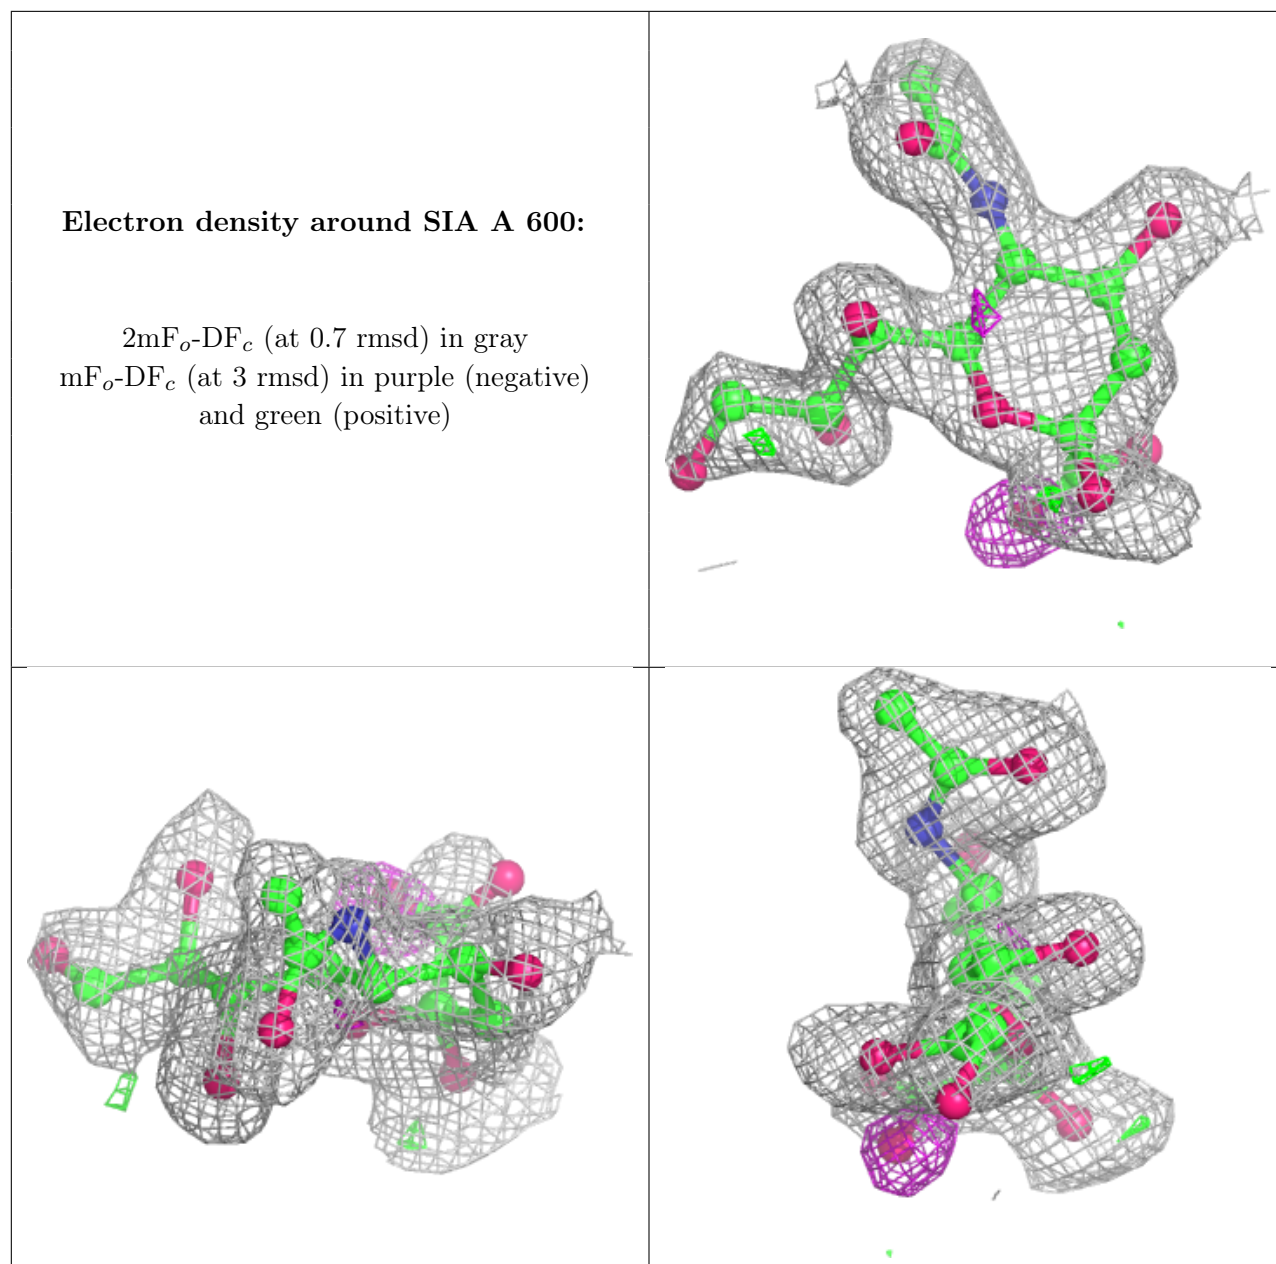 Electron density around SIA A 600:
2mFₒ-DF𝑐 (at 0.7 rmsd) in gray
mFₒ-DF𝑐 (at 3 rmsd) in purple (negative)
and green (positive)